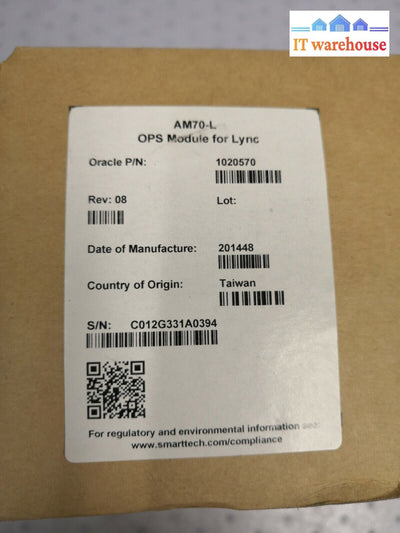 IT warehouse
AM70-L
OPS Module for Lync
Oracle P/N: 1020570
Rev: 08 Lot:
Date of Manufacture: 201448
Country of Origin: Taiwan
S/N: C012G331A0394
For regulatory and environmental information see:
www.smarttech.com/compliance